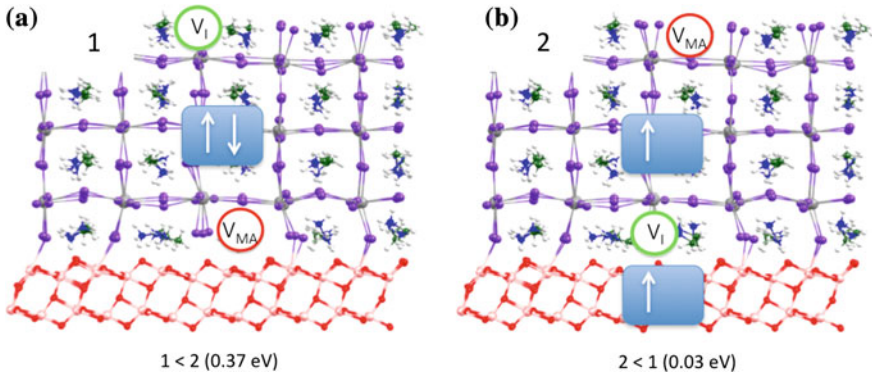 (a)
1
V_I
V_MA
1 < 2 (0.37 eV)
(b)
2
V_MA
V_I
2 < 1 (0.03 eV)